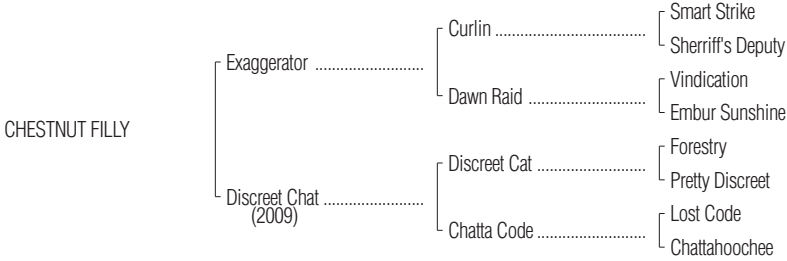 Smart Strike
Curlin ....................................
Sherriff's Deputy
Exaggerator ..........................
Vindication
Dawn Raid ............................
Embur Sunshine
CHESTNUT FILLY
Forestry
Discreet Cat ..........................
Pretty Discreet
Discreet Chat ........................
(2009)
Lost Code
Chatta Code ..........................
Chattahoochee